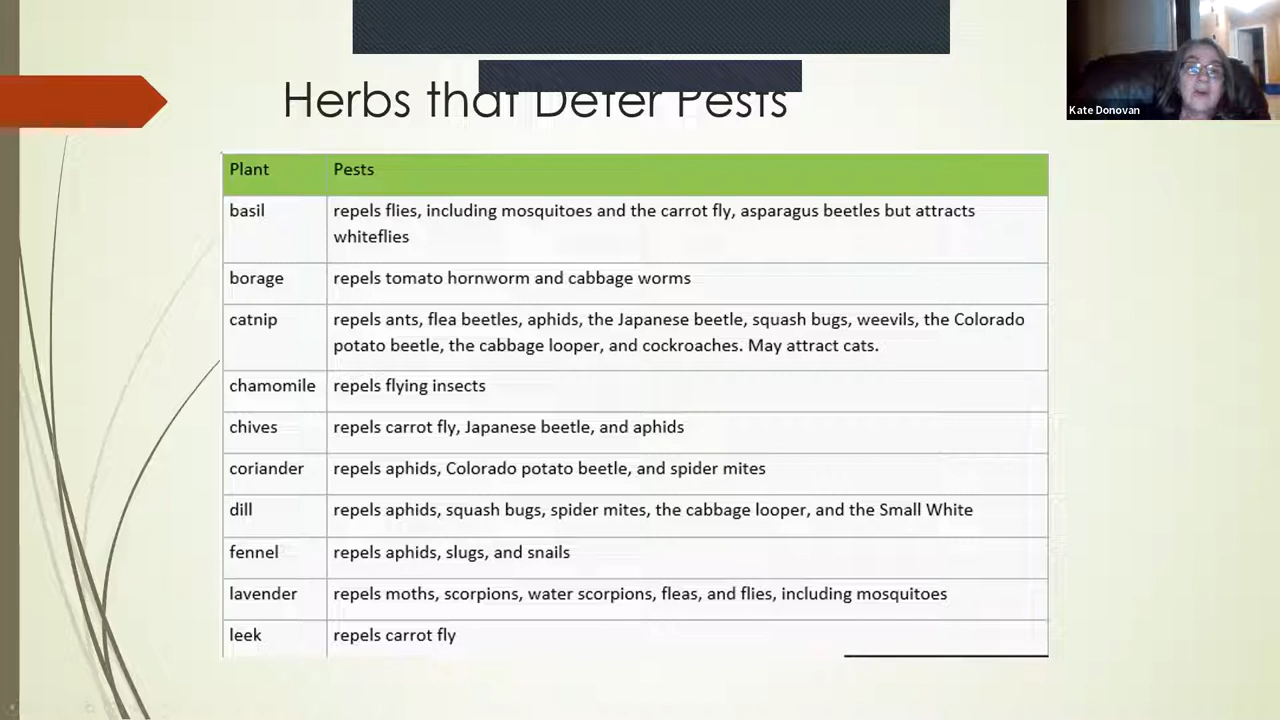 Herbs that Deter Pests
Kate Donovan
Plant Pests
basil repels flies, including mosquitoes and the carrot fly, asparagus beetles but attracts
whiteflies
borage repels tomato hornworm and cabbage worms
catnip repels ants, flea beetles, aphids, the Japanese beetle, squash bugs, weevils, the Colorado
potato beetle, the cabbage looper, and cockroaches. May attract cats.
chamomile repels flying insects
chives repels carrot fly, Japanese beetle, and aphids
coriander repels aphids, Colorado potato beetle, and spider mites
dill repels aphids, squash bugs, spider mites, the cabbage looper, and the Small White
fennel repels aphids, slugs, and snails
lavender repels moths, scorpions, water scorpions, fleas, and flies, including mosquitoes
leek repels carrot fly